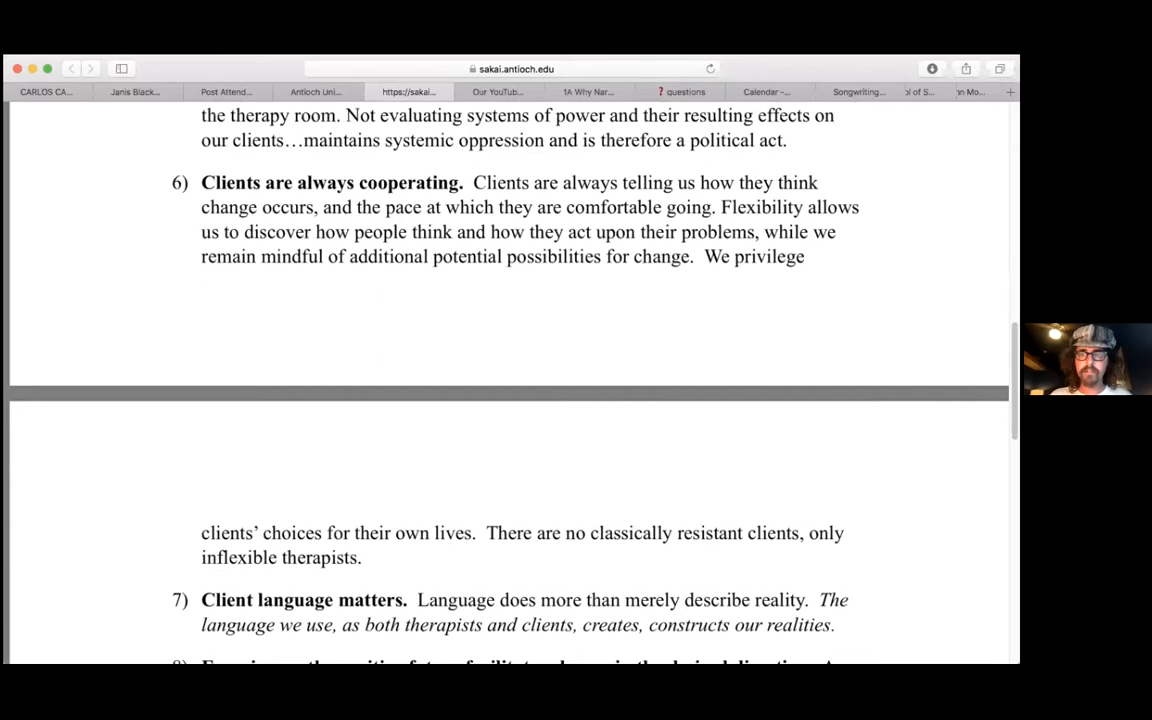 sakai.antioch.edu
CARLOS CA...
Janis Black...
Post Attend...
Antioch Uni...
https://sakai...
Our YouTub...
1A Why Nar...
❓questions
Calendar -...
Songwriting...
ol of S...
nn Mo...
the therapy room. Not evaluating systems of power and their resulting effects on
our clients…maintains systemic oppression and is therefore a political act.
6) Clients are always cooperating. Clients are always telling us how they think
change occurs, and the pace at which they are comfortable going. Flexibility allows
us to discover how people think and how they act upon their problems, while we
remain mindful of additional potential possibilities for change. We privilege
clients’ choices for their own lives. There are no classically resistant clients, only
inflexible therapists.
7) Client language matters. Language does more than merely describe reality. The
language we use, as both therapists and clients, creates, constructs our realities.